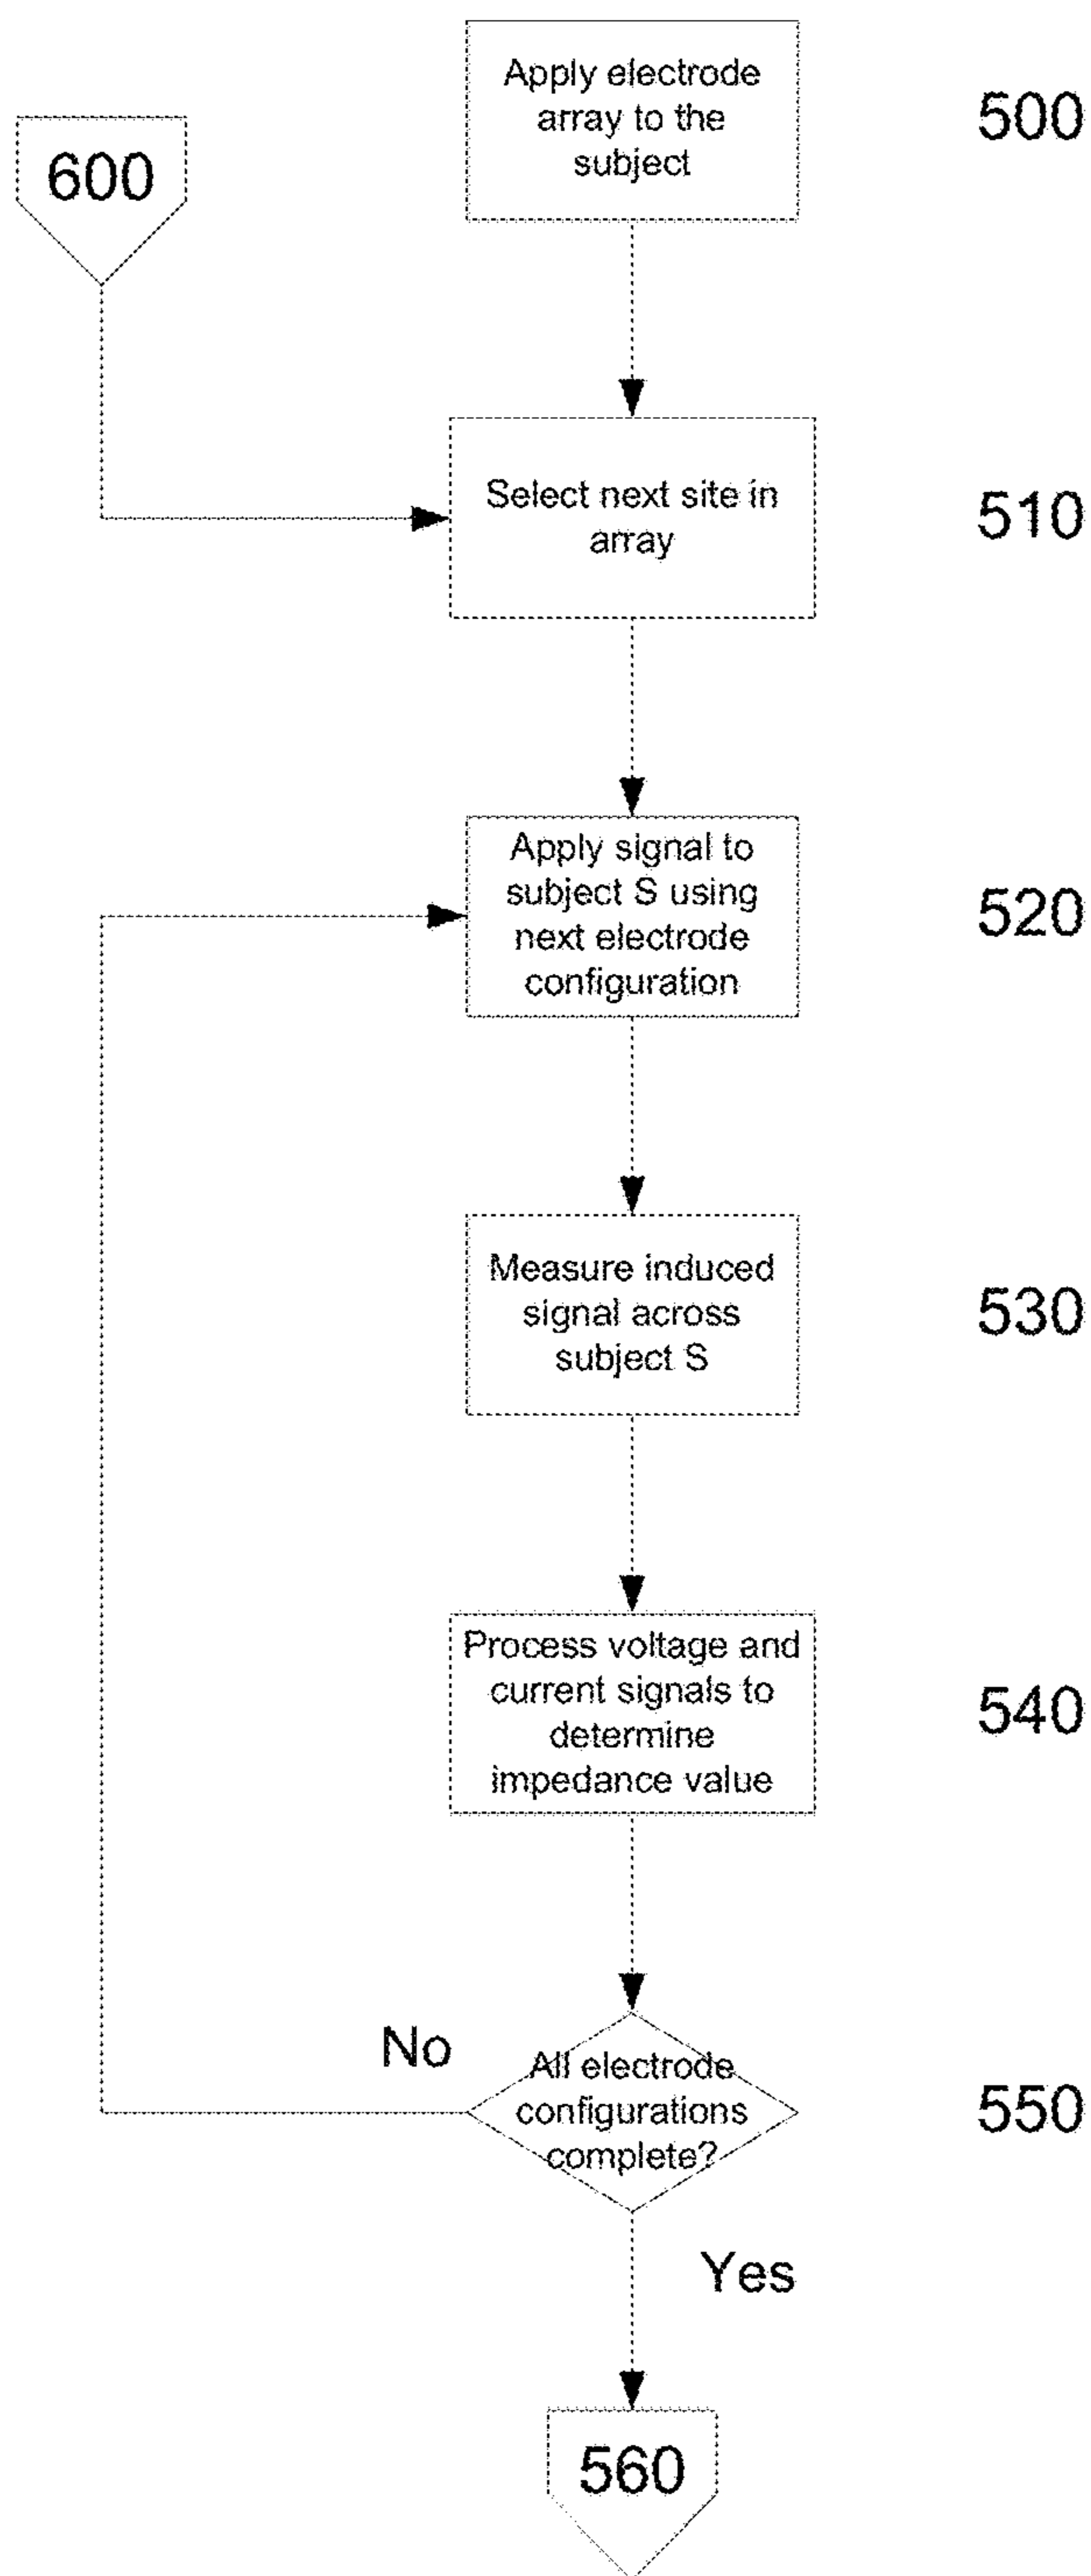 Apply electrode
array to the
subject
500
600
Select next site in
array
510
Apply signal to
subject S using
next electrode
configuration
520
Measure induced
signal across
subject S
530
Process voltage and
current signals to
determine
impedance value
540
No
All electrode
configurations
complete?
550
Yes
560